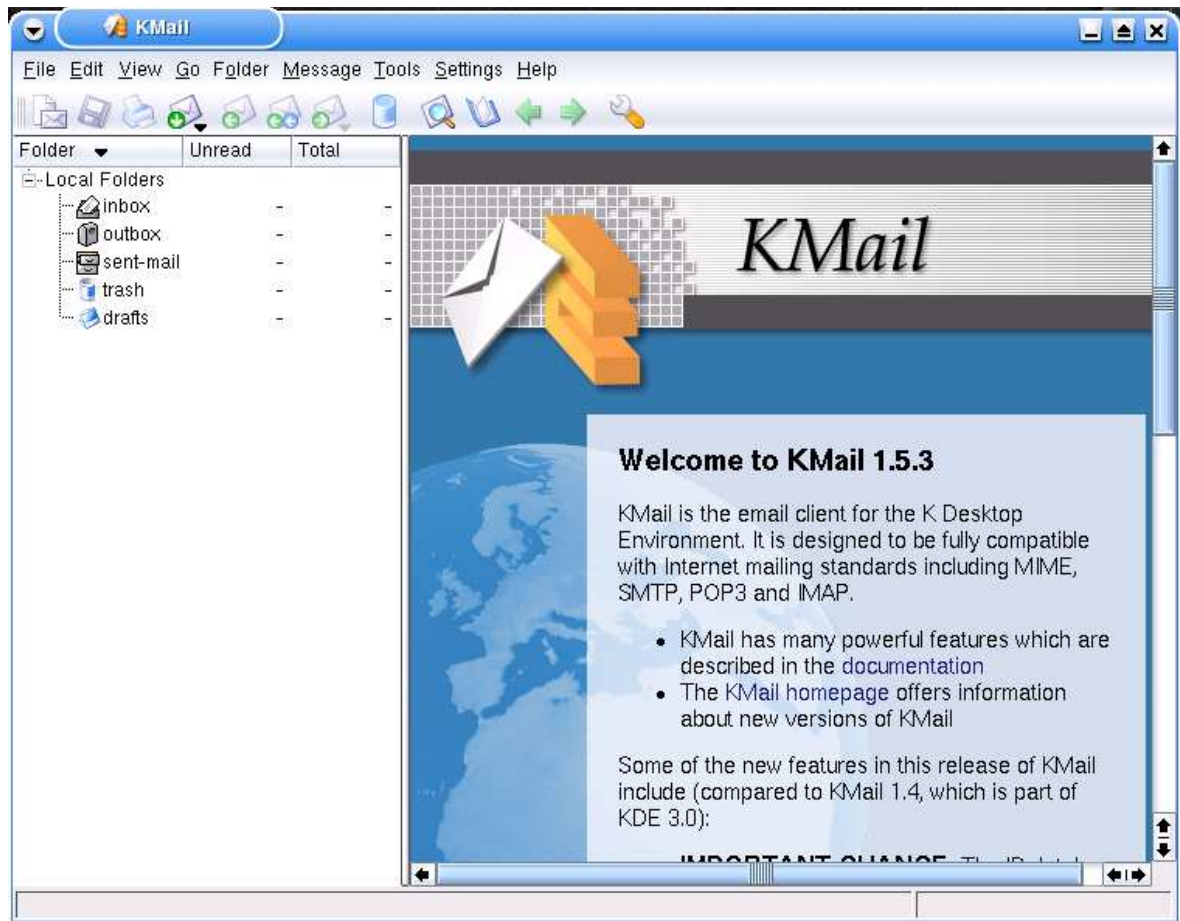 KMail
File Edit View Go Folder Message Tools Settings Help
Folder Unread Total
Local Folders
inbox - -
outbox - -
sent-mail - -
trash - -
drafts - -
KMail
Welcome to KMail 1.5.3
KMail is the email client for the K Desktop
Environment. It is designed to be fully compatible
with Internet mailing standards including MIME,
SMTP, POP3 and IMAP.
• KMail has many powerful features which are
described in the documentation
• The KMail homepage offers information
about new versions of KMail
Some of the new features in this release of KMail
include (compared to KMail 1.4, which is part of
KDE 3.0):
IMPORTANT CHANGE